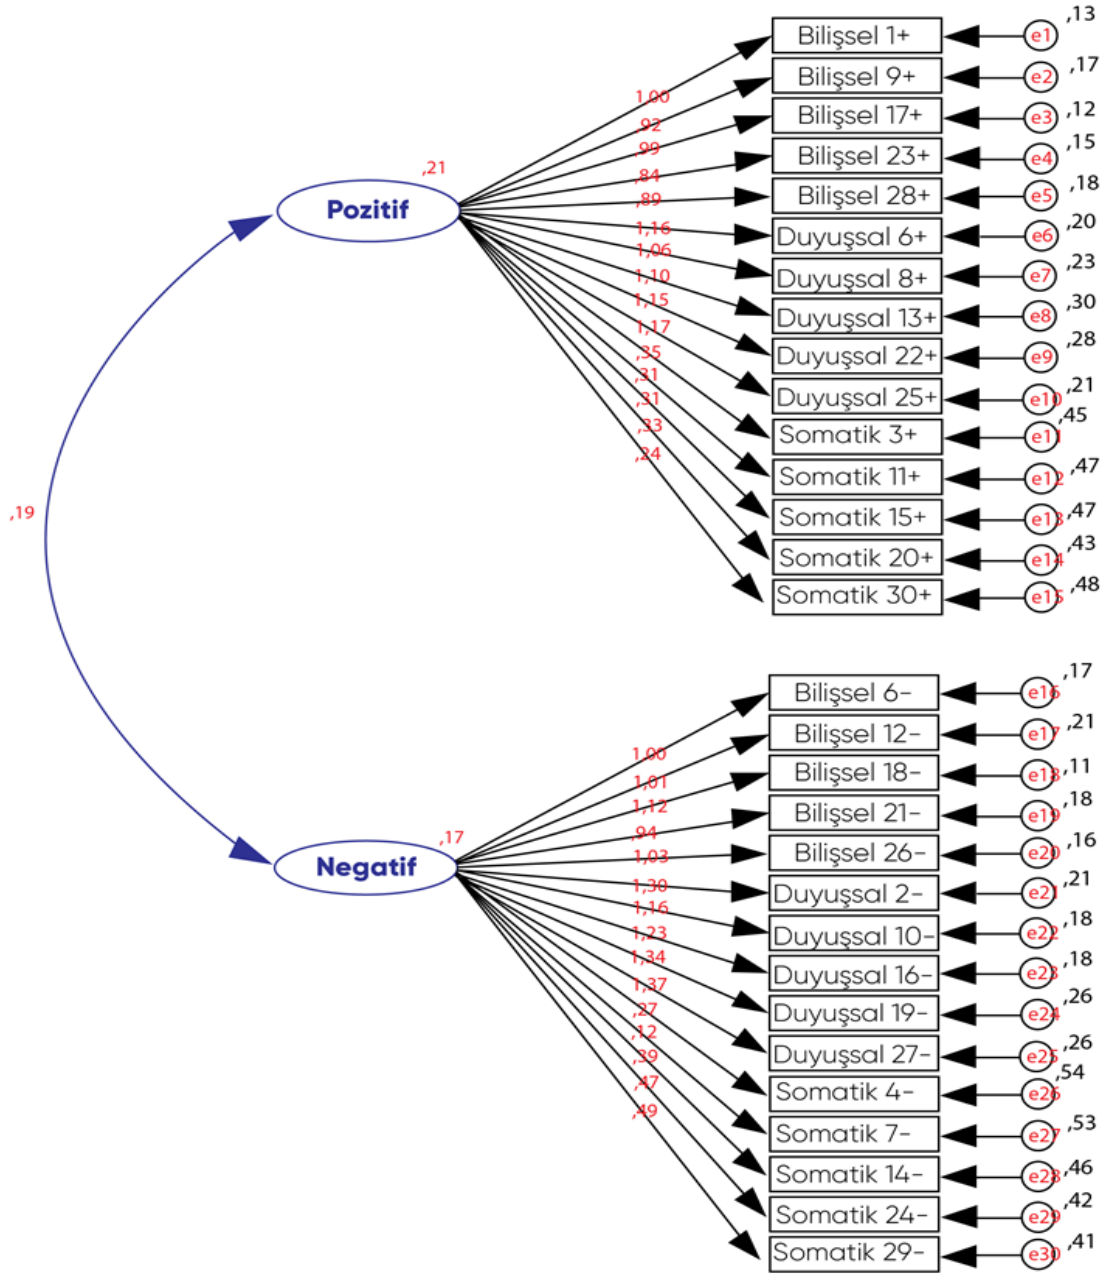 Bilişsel 1+ e1 ,13
Bilişsel 9+ e2 ,17
Bilişsel 17+ e3 ,12
Bilişsel 23+ e4 ,15
Bilişsel 28+ e5 ,18
Duyuşsal 6+ e6 ,20
Duyuşsal 8+ e7 ,23
Duyuşsal 13+ e8 ,30
Duyuşsal 22+ e9 ,28
Duyuşsal 25+ e10 ,21
Somatik 3+ e11 ,45
Somatik 11+ e12 ,47
Somatik 15+ e13 ,47
Somatik 20+ e14 ,43
Somatik 30+ e15 ,48
1,00
,92
,99
,84
,89
1,16
1,06
1,10
1,15
1,17
,35
,31
,31
,33
,24
,21
Pozitif
,19
Bilişsel 6- e16 ,17
Bilişsel 12- e17 ,21
Bilişsel 18- e18 ,11
Bilişsel 21- e19 ,18
Bilişsel 26- e20 ,16
Duyuşsal 2- e21 ,21
Duyuşsal 10- e22 ,18
Duyuşsal 16- e23 ,18
Duyuşsal 19- e24 ,26
Duyuşsal 27- e25 ,26
Somatik 4- e26 ,54
Somatik 7- e27 ,53
Somatik 14- e28 ,46
Somatik 24- e29 ,42
Somatik 29- e30 ,41
1,00
1,01
1,12
,94
1,03
1,30
1,16
1,23
1,34
1,37
,27
,12
,39
,47
,49
,17
Negatif